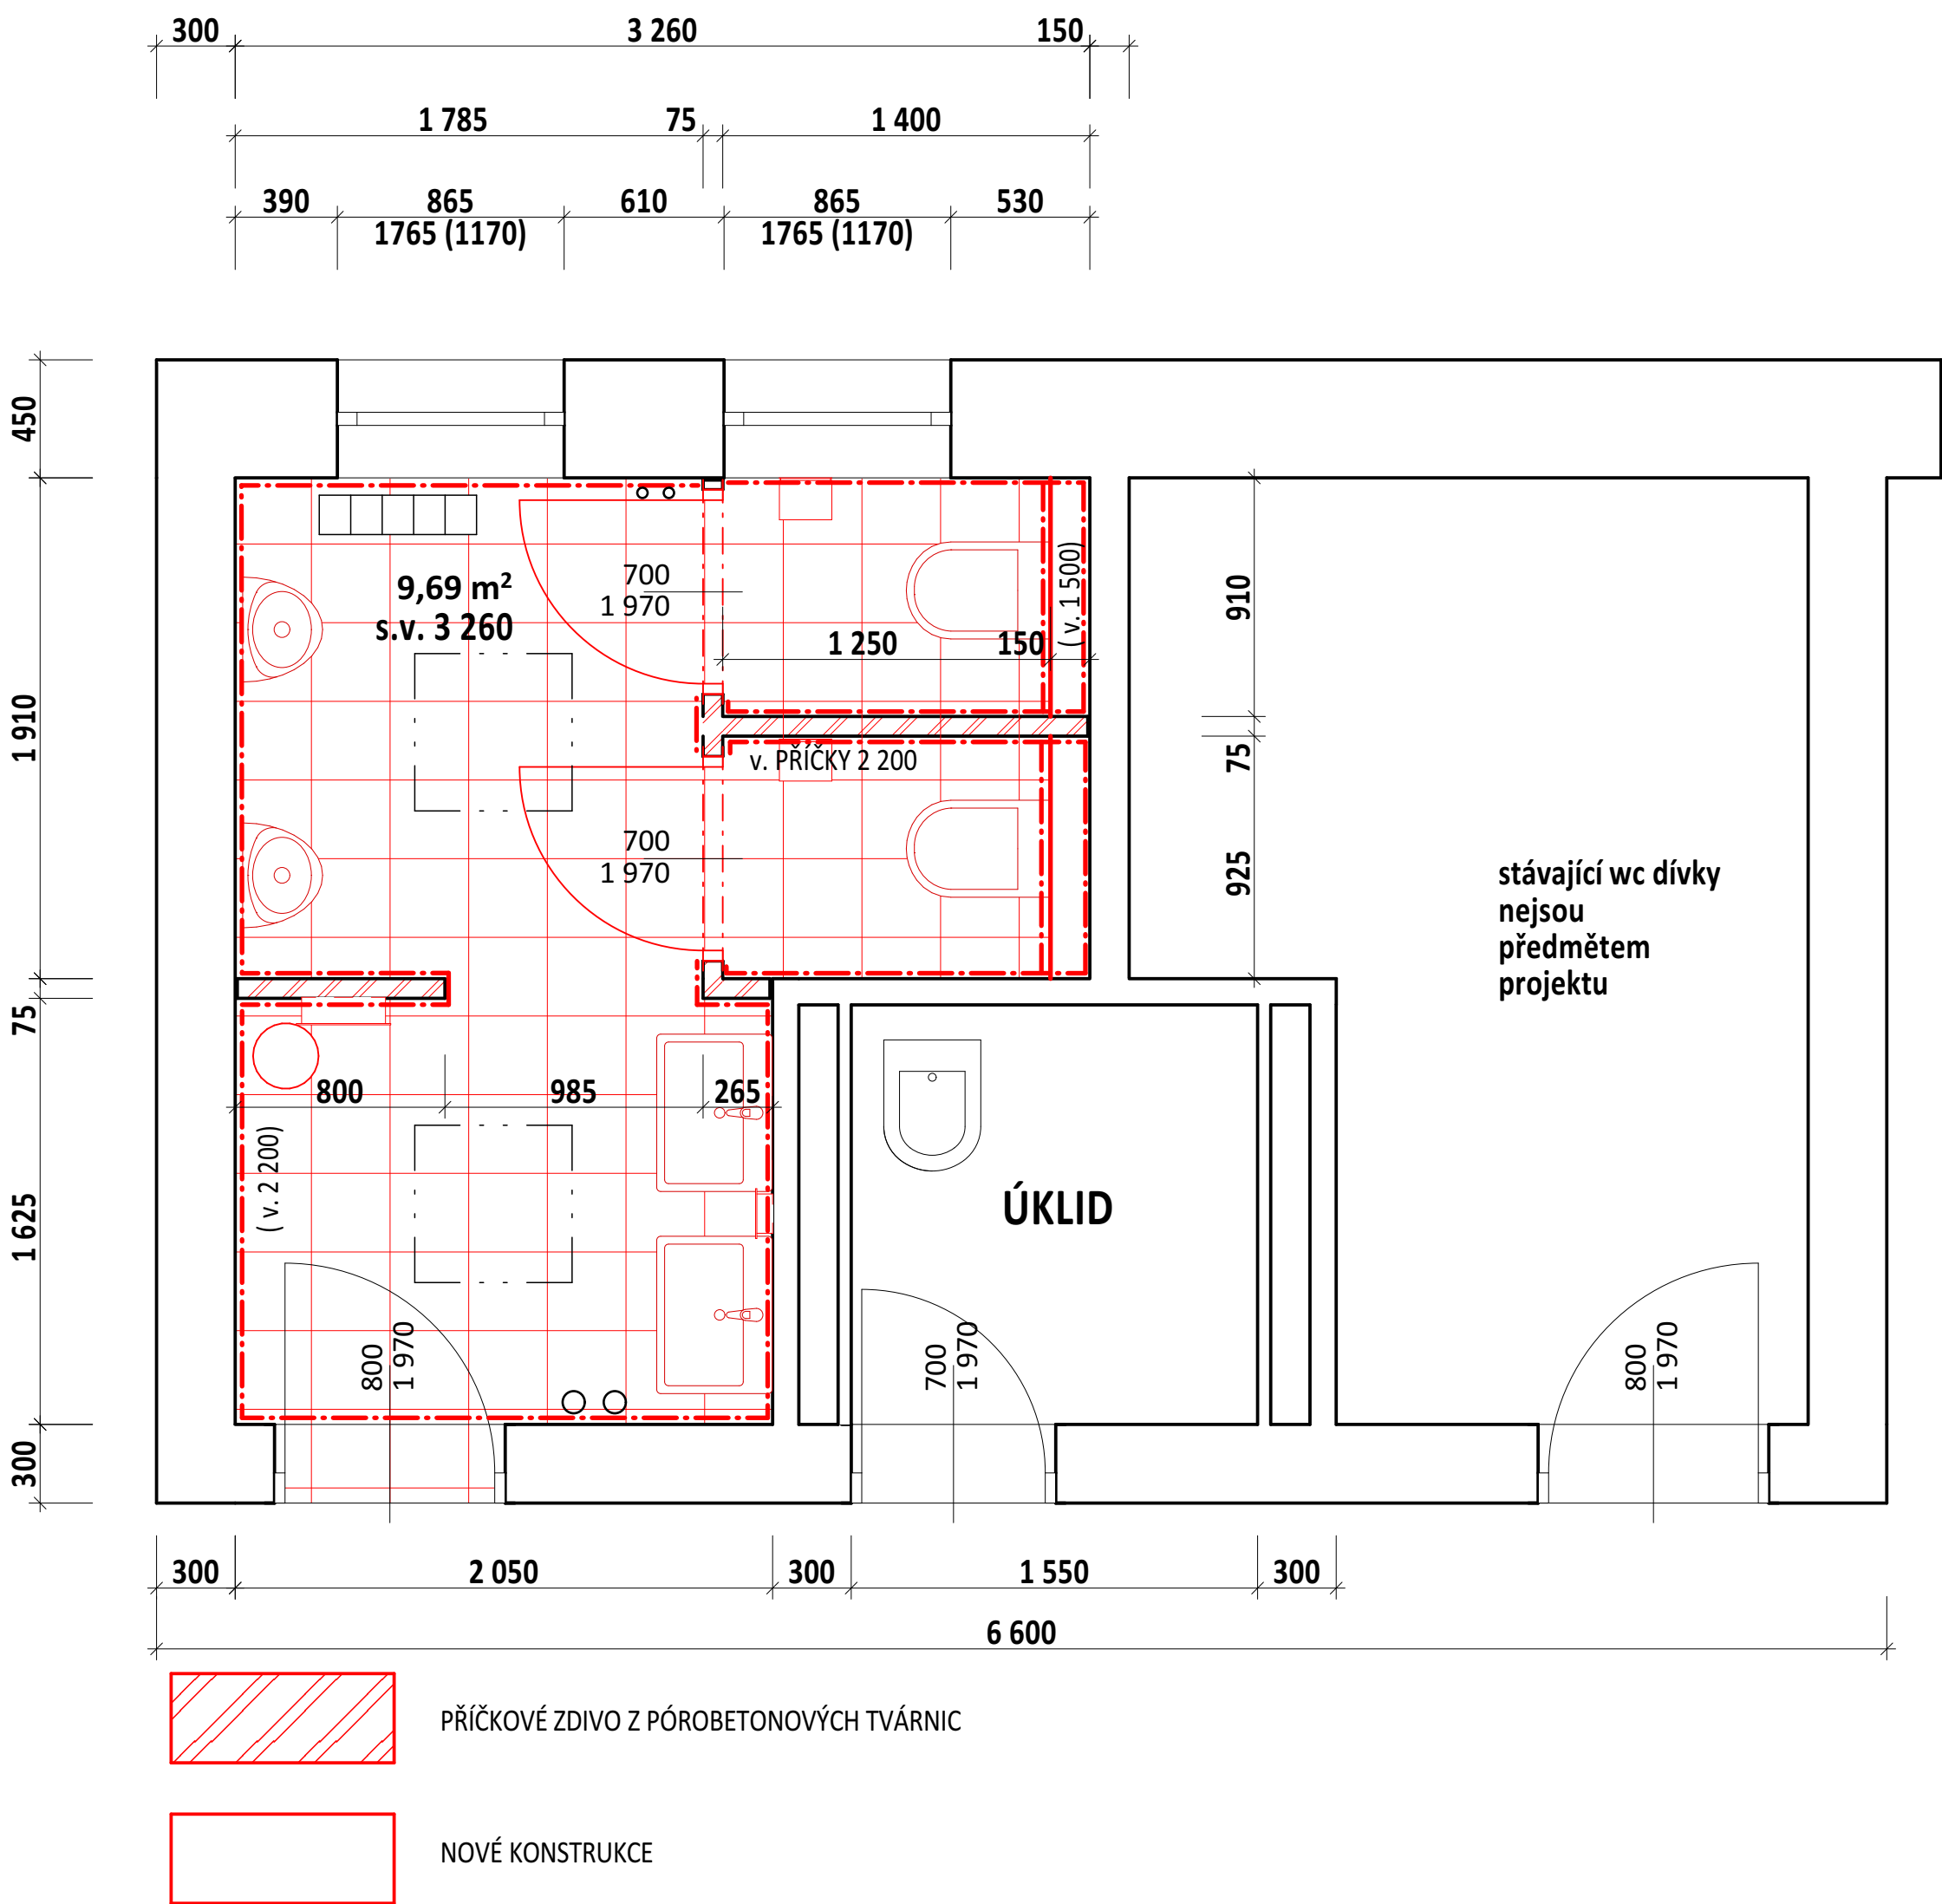 300 3 260 150
1 785 75 1 400
390 865 610 865 530
1765 (1170) 1765 (1170)
450
1 910
75
1 625
300
9,69 m²
s.v. 3 260
700
1 970
1 250 150
( v. 1 500)
v. PŘÍČKY 2 200
700
1 970
910
75
925
stávající wc dívky
nejsou
předmětem
projektu
800 985 265
( v. 2 200)
ÚKLID
800
1 970
700
1 970
800
1 970
300 2 050 300 1 550 300
6 600
PŘÍČKOVÉ ZDIVO Z PÓROBETONOVÝCH TVÁRNIC
NOVÉ KONSTRUKCE